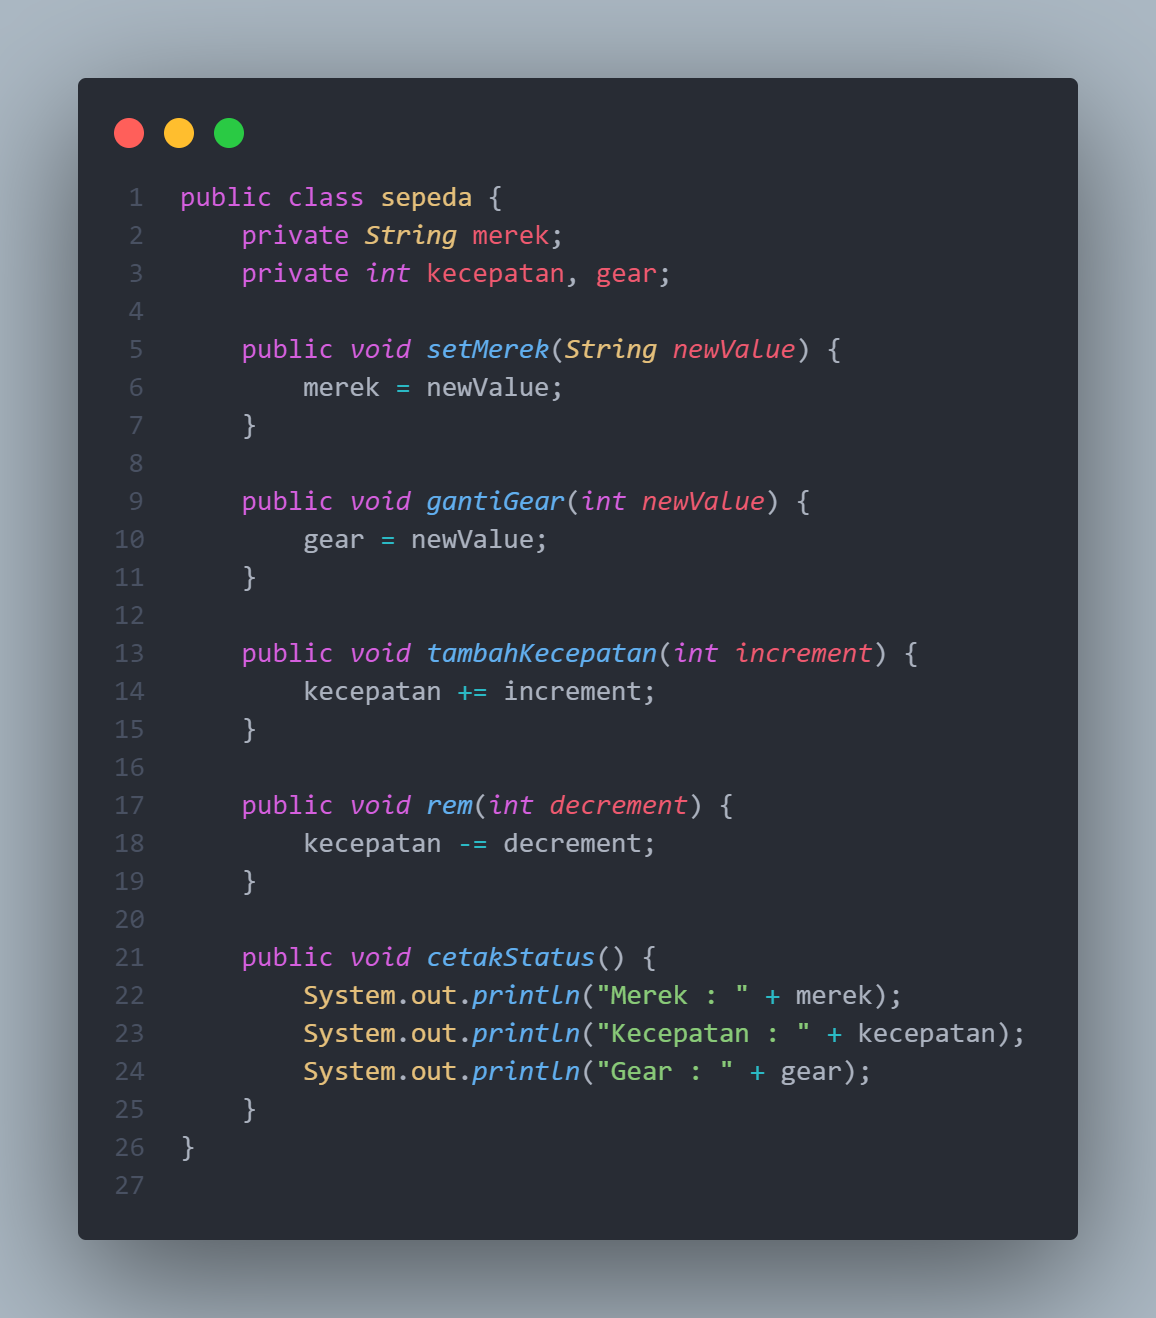 1 public class sepeda {
2     private String merek;
3     private int kecepatan, gear;
4
5     public void setMerek(String newValue) {
6         merek = newValue;
7     }
8
9     public void gantiGear(int newValue) {
10         gear = newValue;
11     }
12
13     public void tambahKecepatan(int increment) {
14         kecepatan += increment;
15     }
16
17     public void rem(int decrement) {
18         kecepatan -= decrement;
19     }
20
21     public void cetakStatus() {
22         System.out.println("Merek : " + merek);
23         System.out.println("Kecepatan : " + kecepatan);
24         System.out.println("Gear : " + gear);
25     }
26 }
27